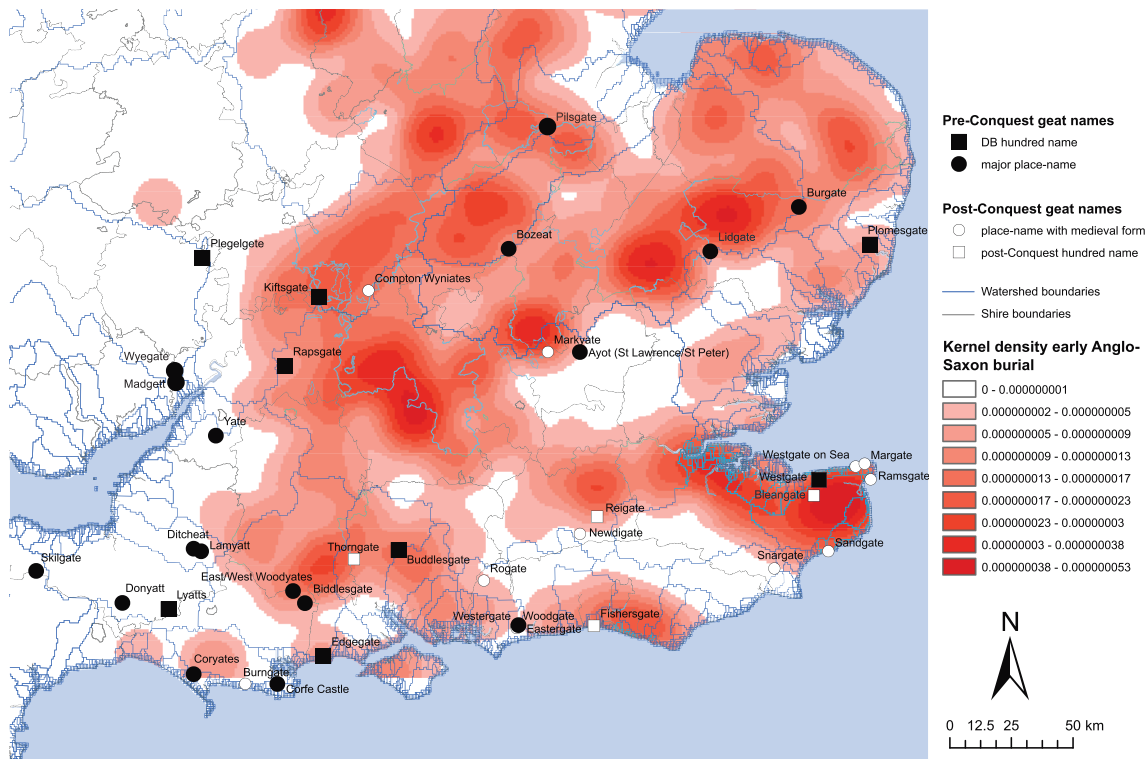 Pilsgate
Burgate
Plomesgate
Plegelgate
Bozeat
Lidgate
Kiftsgate
Compton Wyniates
Markyate
Ayot (St Lawrence/St Peter)
Rapsgate
Wyegate
Madgett
Yate
Westgate on Sea
Margate
Westgate
Ramsgate
Bleangate
Reigate
Newdigate
Sandgate
Snargate
Ditcheat
Lamyatt
Thorngate
Buddlesgate
Skilgate
Rogate
East/West Woodyates
Biddlesgate
Donyatt
Lyatts
Westergate
Woodgate
Eastergate
Fishersgate
Edgegate
Coryates
Burngate
Corfe Castle
Pre-Conquest geat names
DB hundred name
major place-name
Post-Conquest geat names
place-name with medieval form
post-Conquest hundred name
Watershed boundaries
Shire boundaries
Kernel density early Anglo-
Saxon burial
0 - 0.000000001
0.000000002 - 0.000000005
0.000000005 - 0.000000009
0.000000009 - 0.000000013
0.000000013 - 0.000000017
0.000000017 - 0.000000023
0.000000023 - 0.00000003
0.00000003 - 0.000000038
0.000000038 - 0.000000053
N
0 12.5 25 50 km